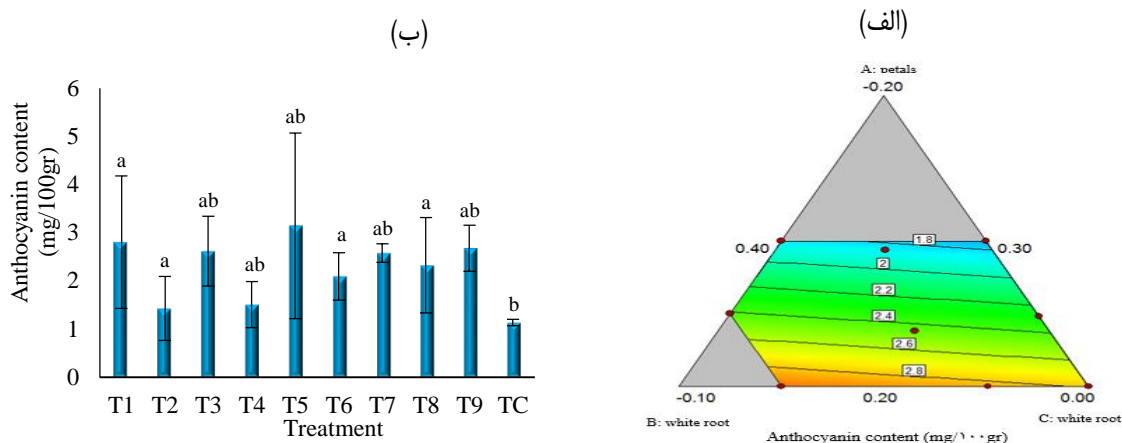 (ب)
Anthocyanin content
(mg/100gr)
6
5
4
3
2
1
0
a
a
ab
ab
ab
a
ab
a
ab
b
T1 T2 T3 T4 T5 T6 T7 T8 T9 TC
Treatment
(الف)
A: petals
-0.20
0.40
0.30
1.8
2
2.2
2.4
2.6
2.8
-0.10
0.20
0.00
B: white root
C: white root
Anthocyanin content (mg/۱۰۰gr)